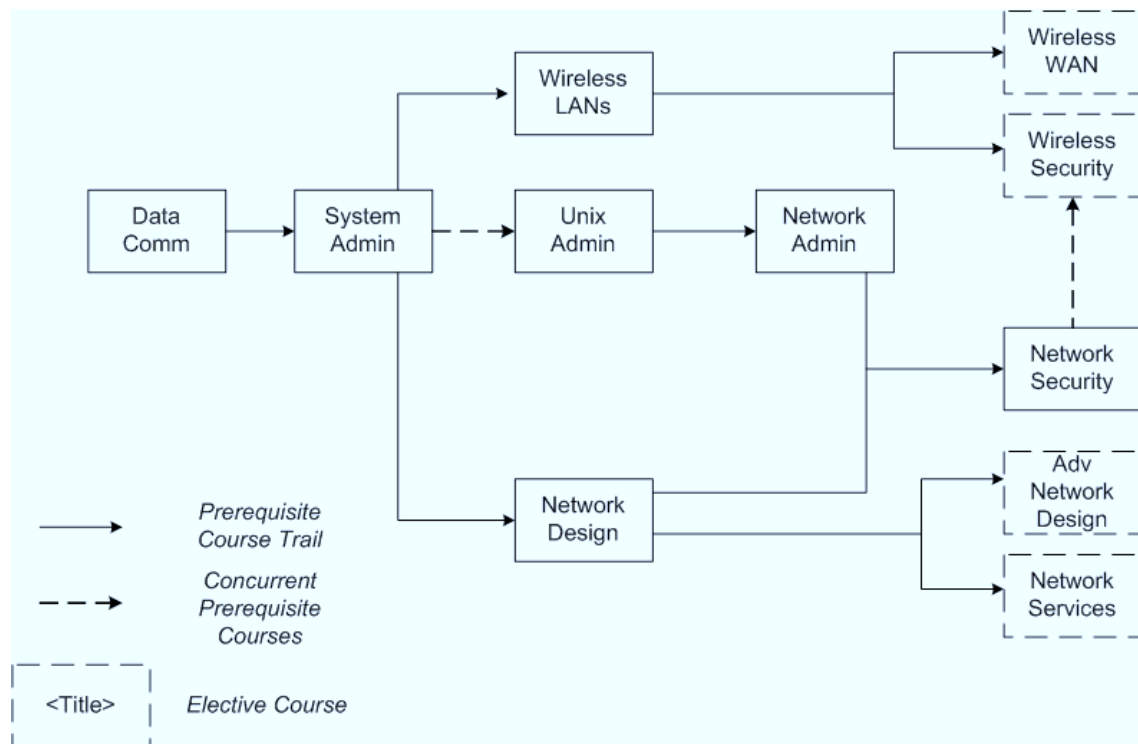 Wireless
WAN
Wireless
LANs
Wireless
Security
Data
Comm
System
Admin
Unix
Admin
Network
Admin
Network
Security
Network
Design
Adv
Network
Design
Network
Services
Prerequisite
Course Trail
Concurrent
Prerequisite
Courses
<Title>
Elective Course